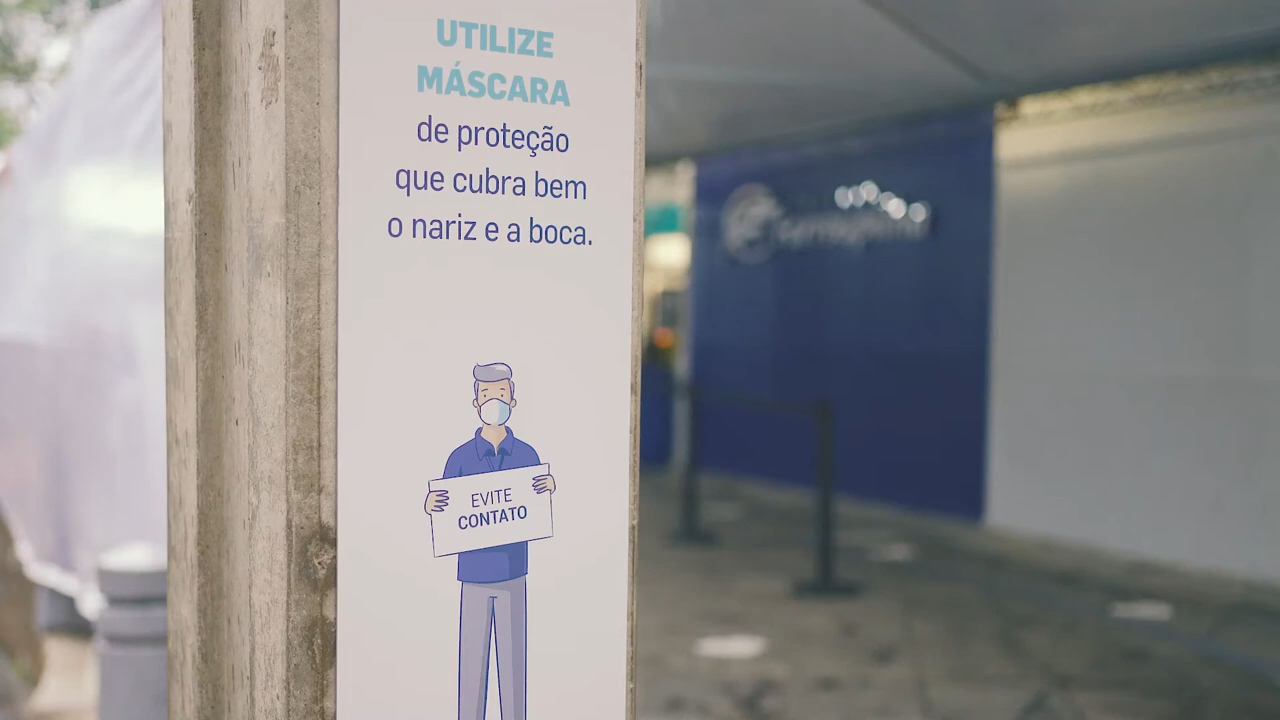 UTILIZE
MÁSCARA
de proteção
que cubra bem
o nariz e a boca.
EVITE
CONTATO